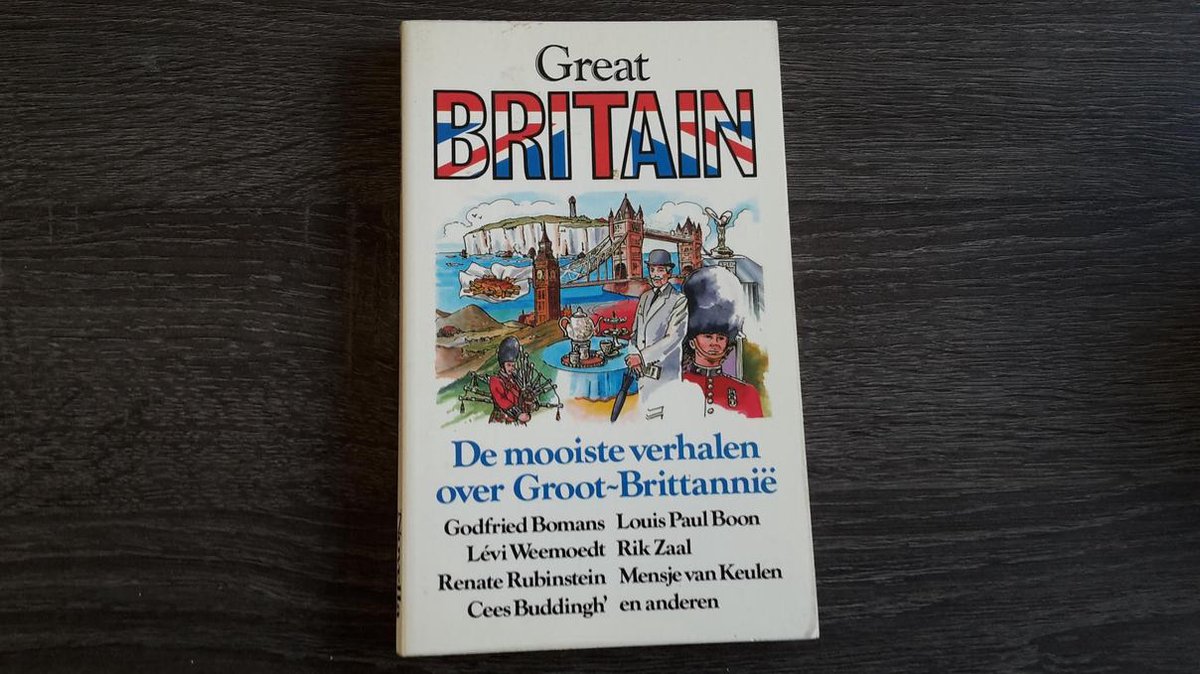 Great
BRITAIN
De mooiste verhalen
over Groot-Brittannië
Godfried Bomans Louis Paul Boon
Lévi Weemoedt Rik Zaal
Renate Rubinstein Mensje van Keulen
Cees Buddingh' en anderen